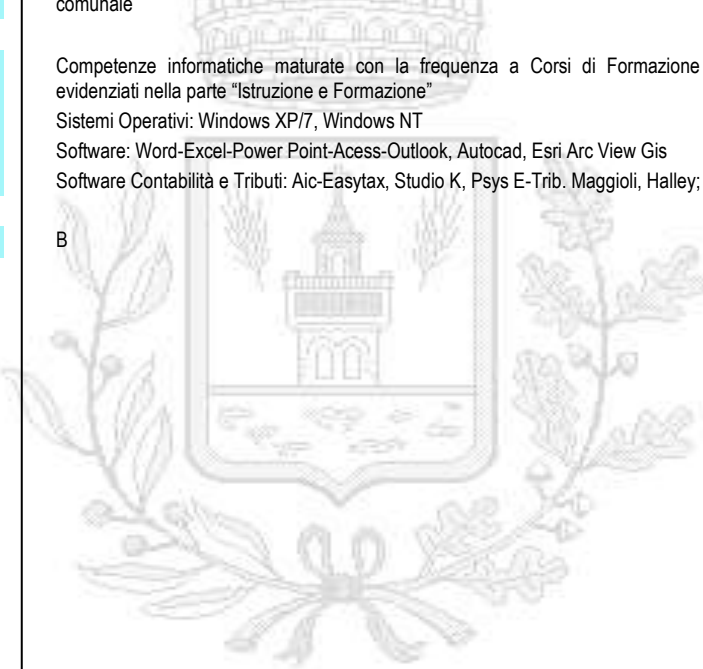 comunale
Competenze informatiche maturate con la frequenza a Corsi di Formazione
evidenziati nella parte “Istruzione e Formazione”
Sistemi Operativi: Windows XP/7, Windows NT
Software: Word-Excel-Power Point-Acess-Outlook, Autocad, Esri Arc View Gis
Software Contabilità e Tributi: Aic-Easytax, Studio K, Psys E-Trib. Maggioli, Halley;
B